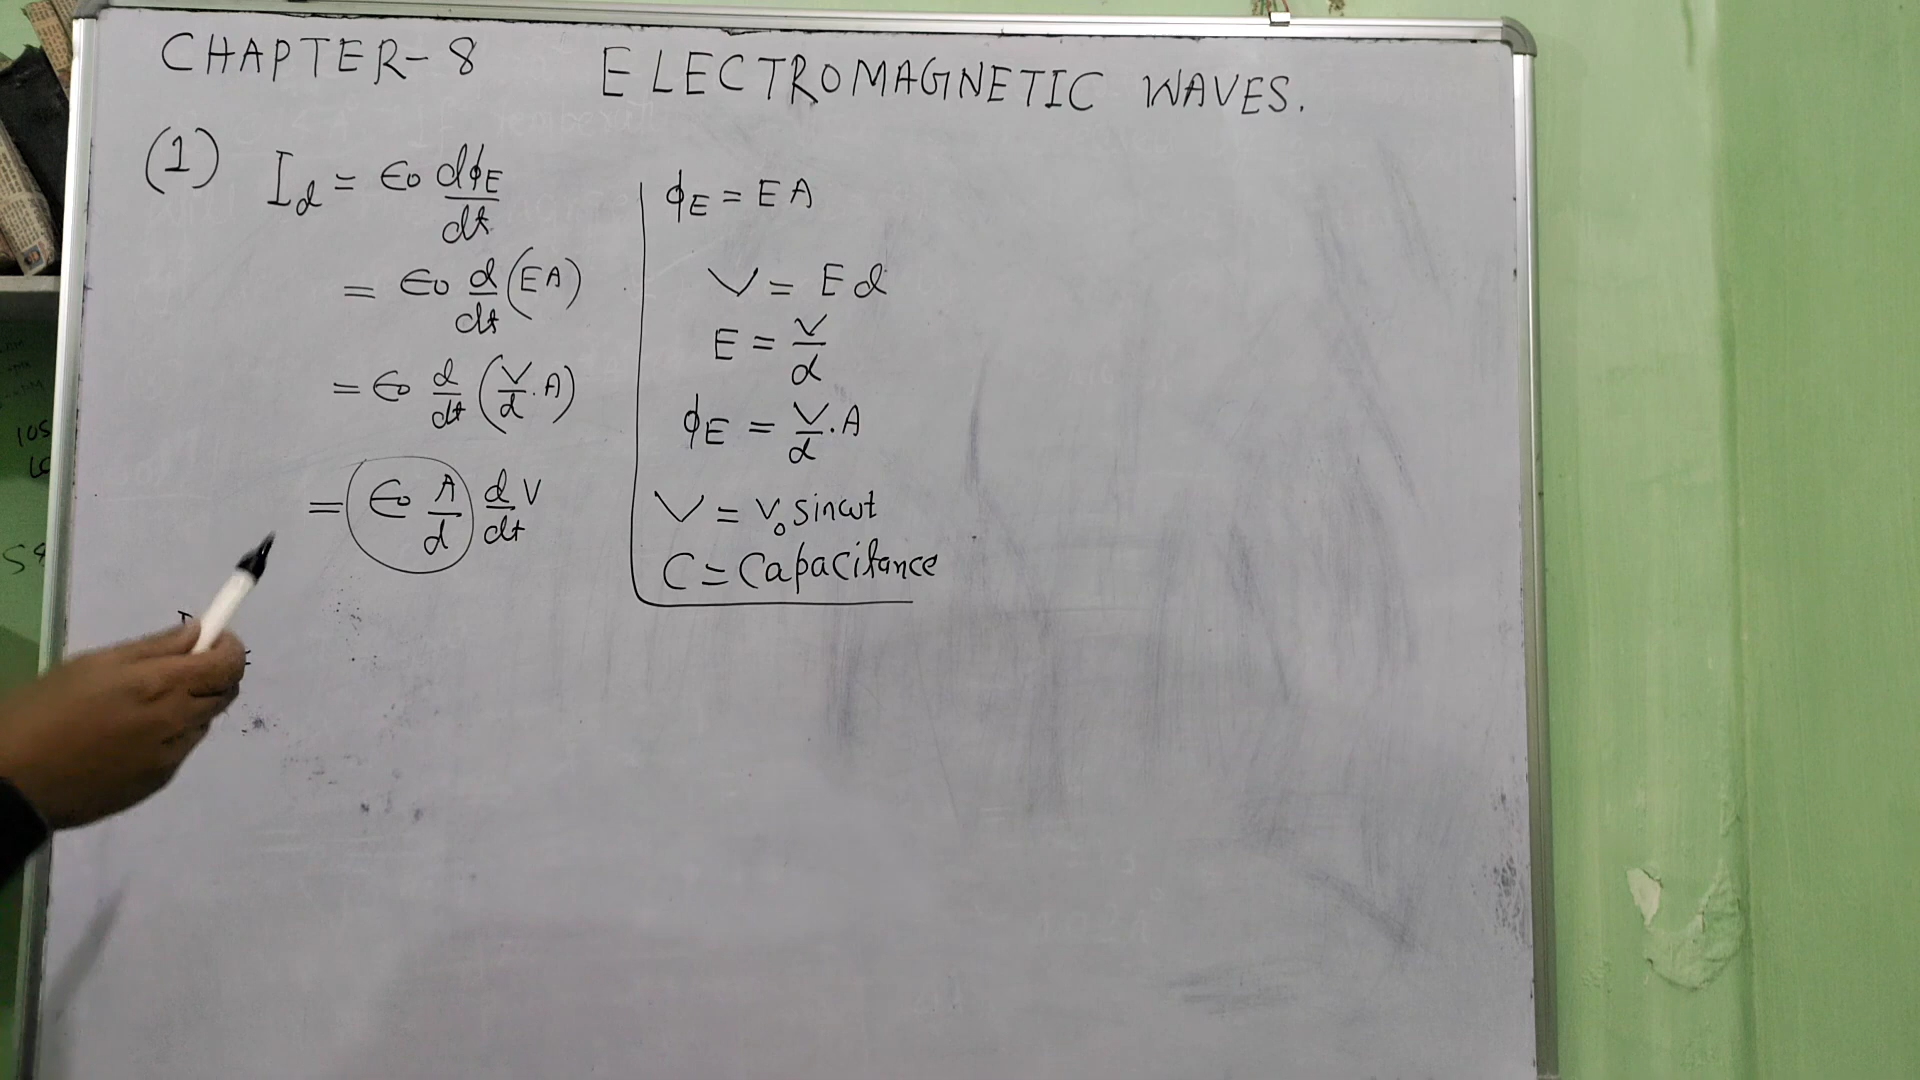 CHAPTER-8 ELECTROMAGNETIC WAVES.
(1) I_d = ϵ₀ dϕ_E/dt
= ϵ₀ d/dt (EA)
= ϵ₀ d/dt (V/d . A)
= ϵ₀ A/d d/dt V
ϕ_E = EA
V = Ed
E = V/d
ϕ_E = V/d . A
V = V₀ sinωt
C = Capacitance
105